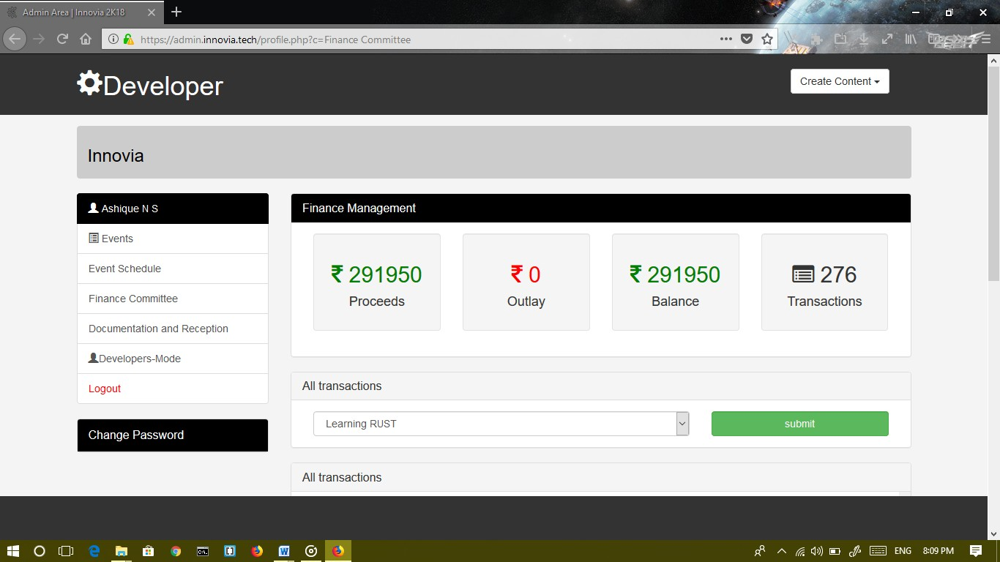 Admin Area | Innovia 2K18
https://admin.innovia.tech/profile.php?c=Finance Committee
Developer
Create Content
Innovia
Ashique N S
Events
Event Schedule
Finance Committee
Documentation and Reception
Developers-Mode
Logout
Change Password
Finance Management
₹ 291950
Proceeds
₹ 0
Outlay
₹ 291950
Balance
276
Transactions
All transactions
Learning RUST
submit
All transactions
ENG
8:09 PM